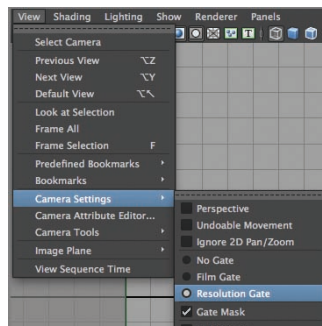 View Shading Lighting Show Renderer Panels
Select Camera
Previous View ⌥Z
Next View ⌥Y
Default View ⌥↖
Look at Selection
Frame All
Frame Selection F
Predefined Bookmarks
Bookmarks
Camera Settings
Camera Attribute Editor...
Camera Tools
Image Plane
View Sequence Time
Perspective
Undoable Movement
Ignore 2D Pan/Zoom
No Gate
Film Gate
Resolution Gate
Gate Mask